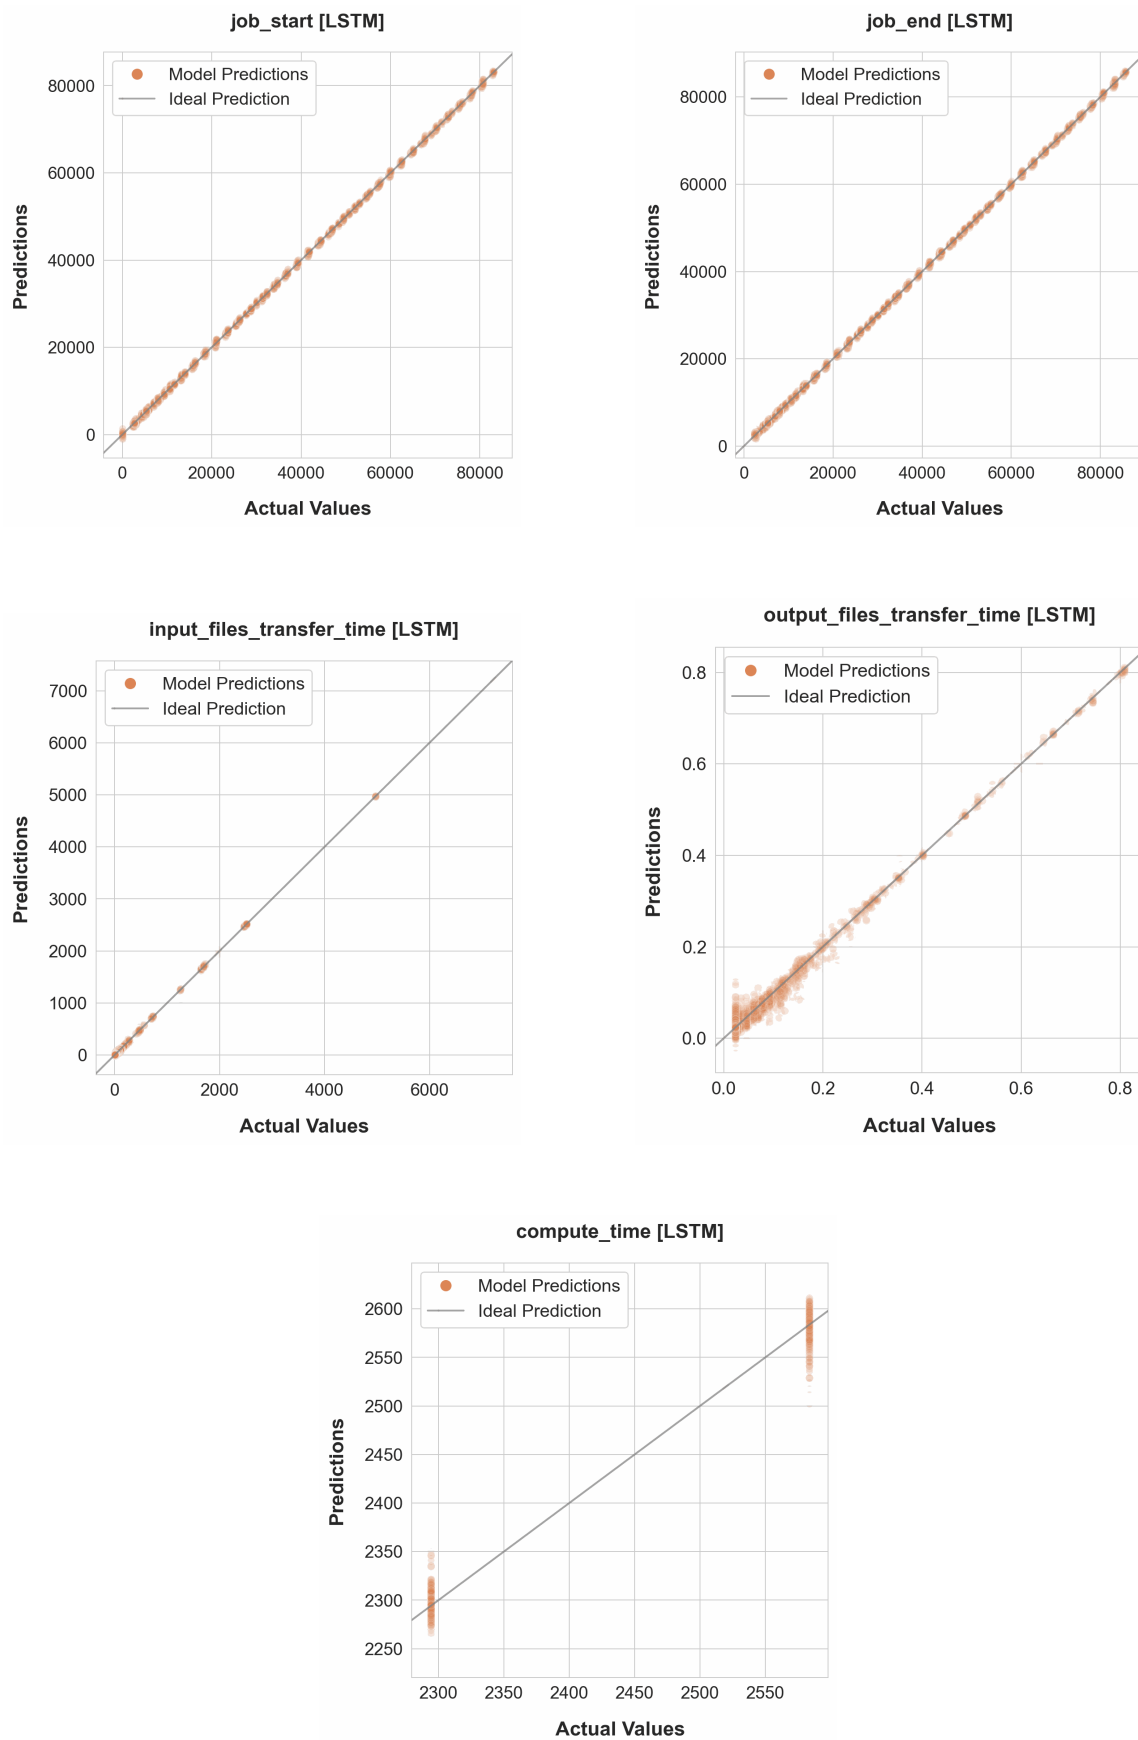 job_start [LSTM]
Model Predictions
Ideal Prediction
80000
60000
40000
20000
0
Predictions
0 20000 40000 60000 80000
Actual Values
job_end [LSTM]
Model Predictions
Ideal Prediction
80000
60000
40000
20000
0
Predictions
0 20000 40000 60000 80000
Actual Values
input_files_transfer_time [LSTM]
Model Predictions
Ideal Prediction
7000
6000
5000
4000
3000
2000
1000
0
Predictions
0 2000 4000 6000
Actual Values
output_files_transfer_time [LSTM]
Model Predictions
Ideal Prediction
0.8
0.6
0.4
0.2
0.0
Predictions
0.0 0.2 0.4 0.6 0.8
Actual Values
compute_time [LSTM]
Model Predictions
Ideal Prediction
2600
2550
2500
2450
2400
2350
2300
2250
Predictions
2300 2350 2400 2450 2500 2550
Actual Values